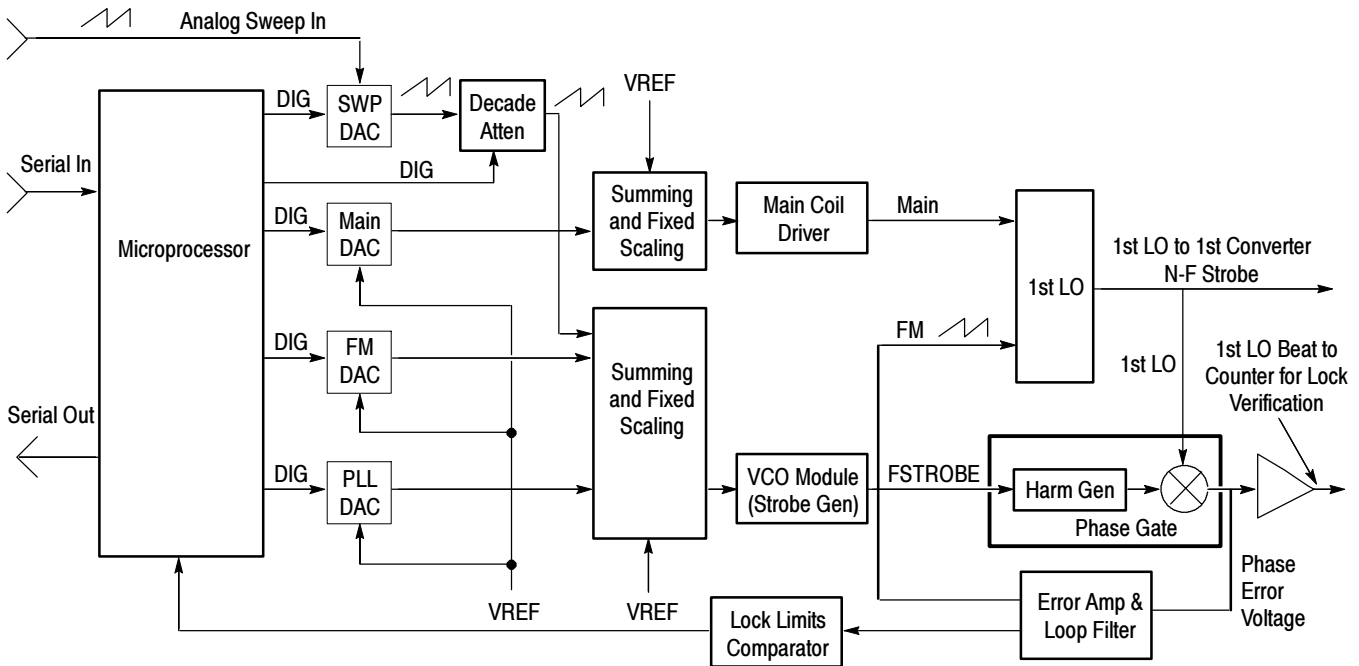 Analog Sweep In
DIG
SWP
DAC
Decade
Atten
VREF
Serial In
DIG
Microprocessor
DIG
Main
DAC
Summing
and Fixed
Scaling
Main Coil
Driver
Main
1st LO
1st LO to 1st Converter
N-F Strobe
DIG
FM
DAC
Summing
and Fixed
Scaling
FM
1st LO
1st LO Beat to
Counter for Lock
Verification
Serial Out
DIG
PLL
DAC
VCO Module
(Strobe Gen)
FSTROBE
Harm Gen
Phase Gate
VREF
VREF
Lock Limits
Comparator
Error Amp &
Loop Filter
Phase
Error
Voltage